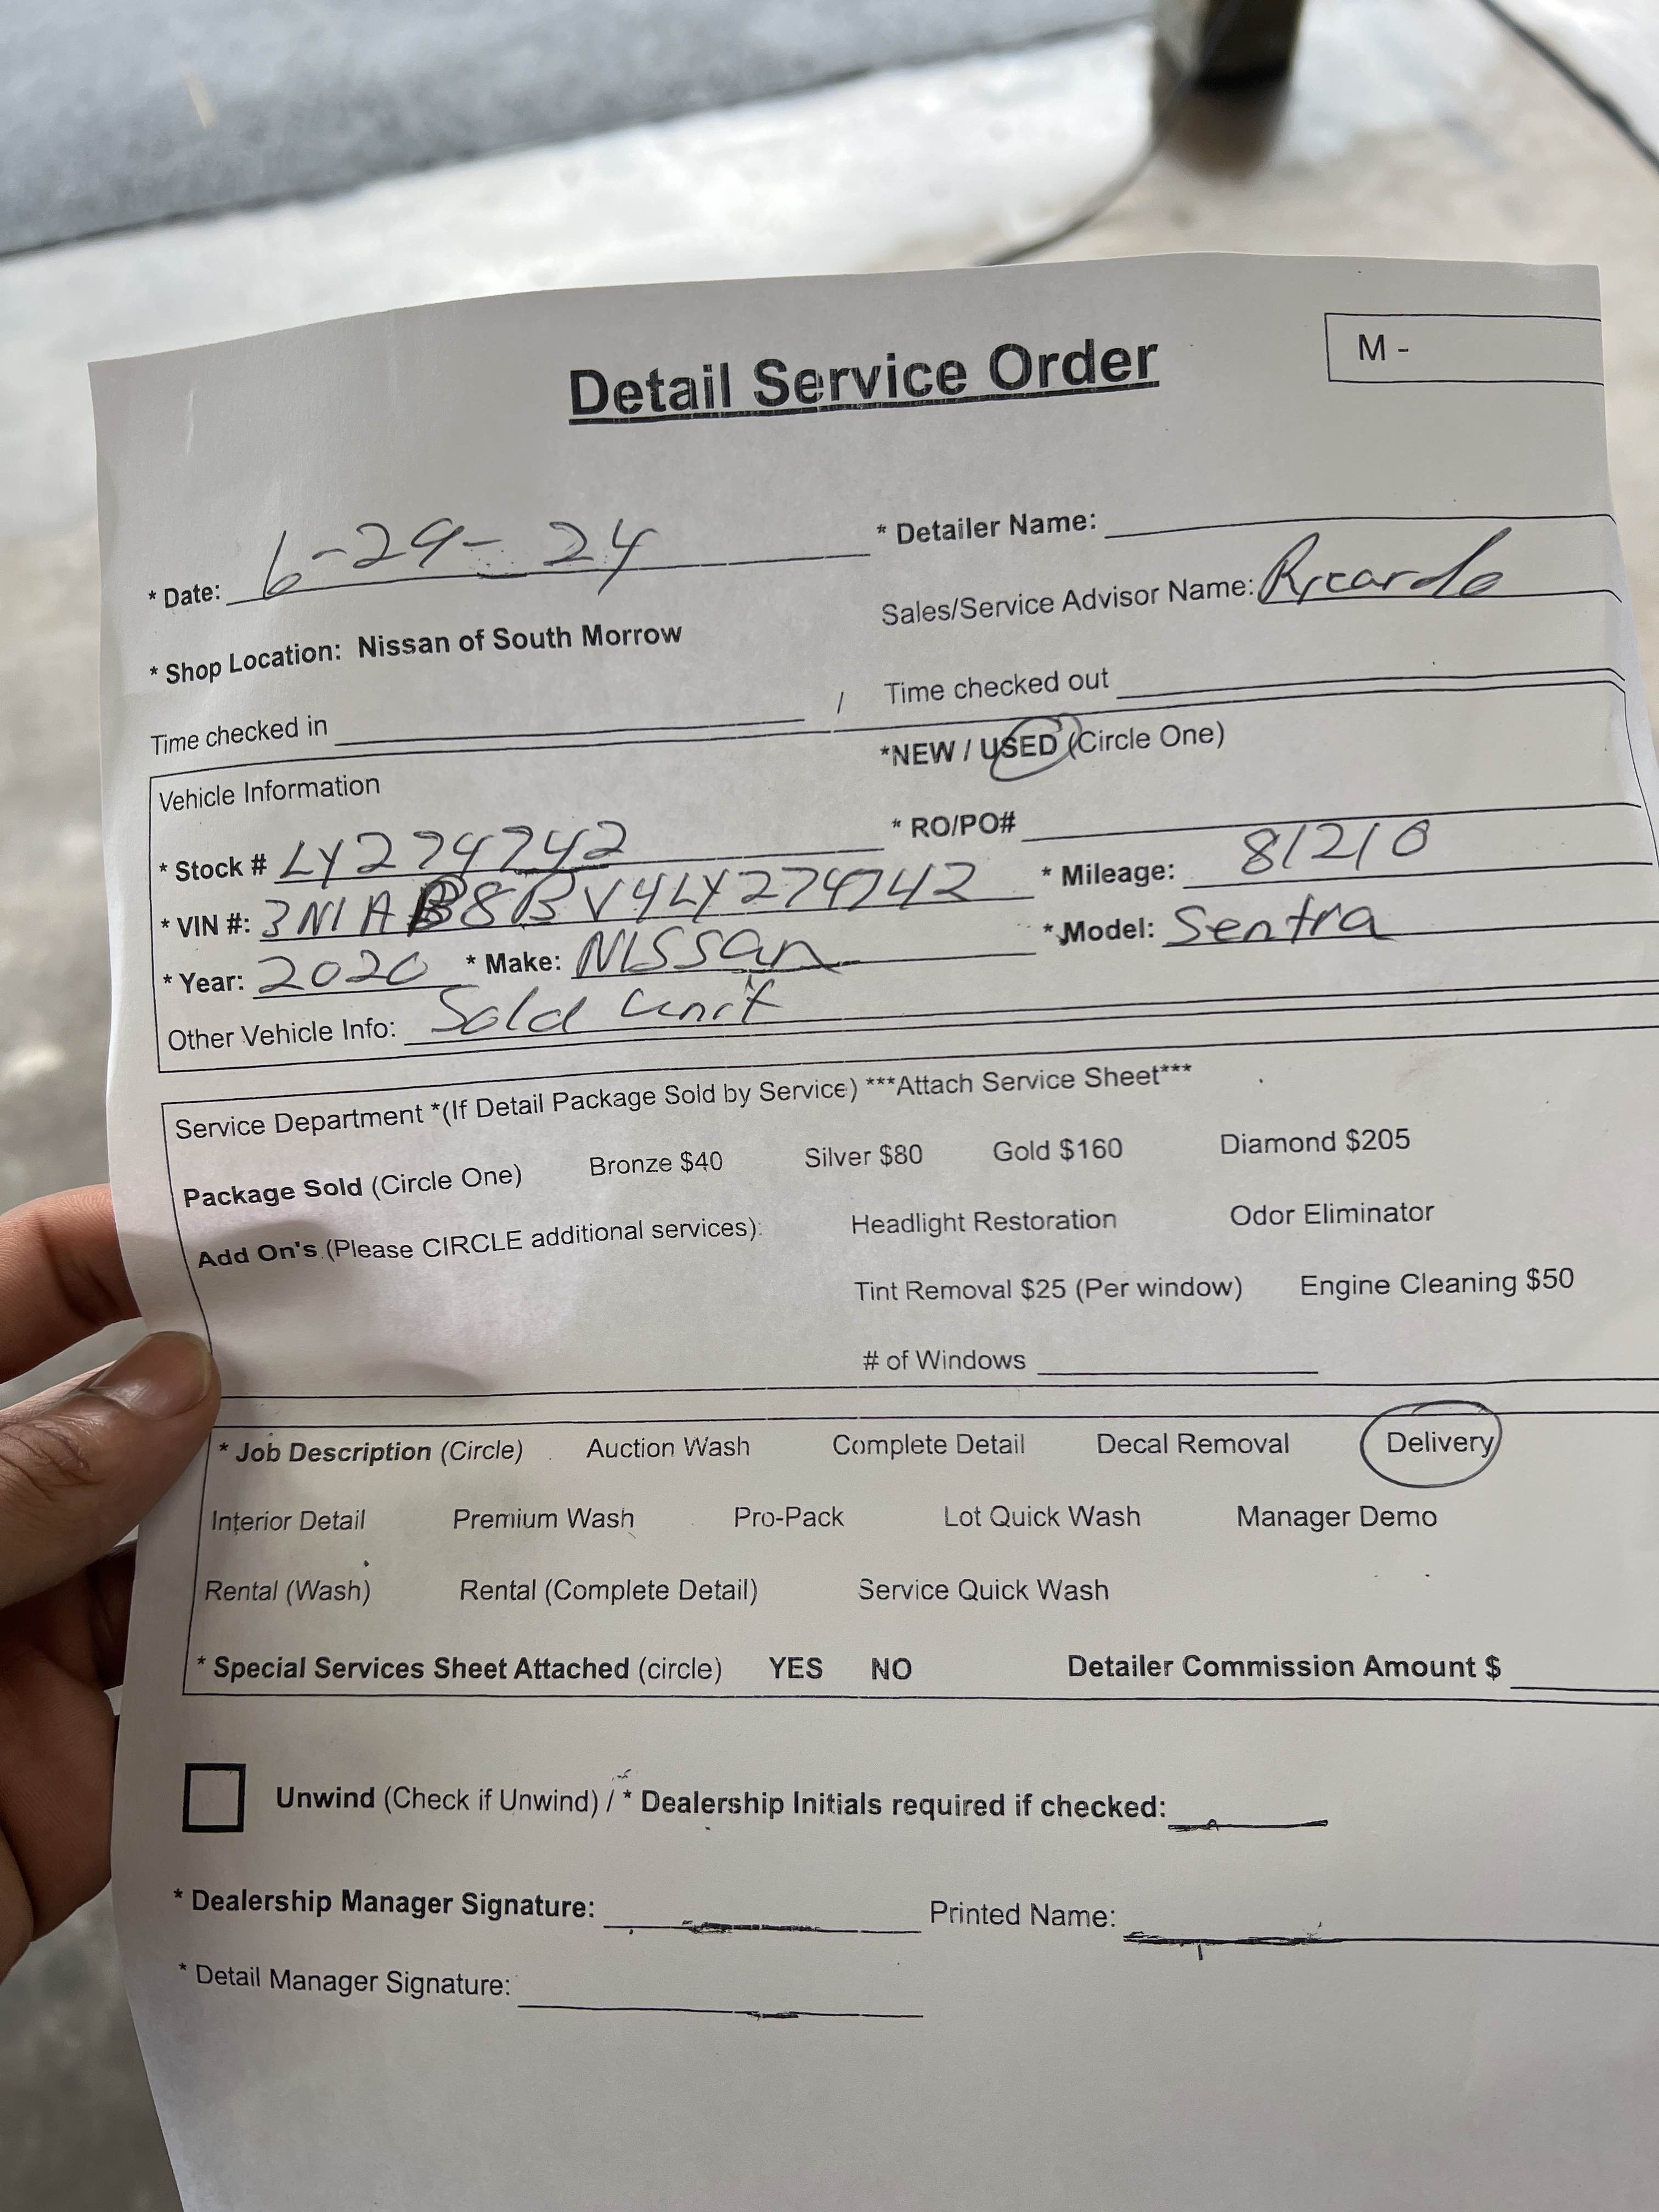 Detail Service Order
M -
* Date: 6-29-24 * Detailer Name:
* Shop Location: Nissan of South Morrow Sales/Service Advisor Name: Ricardo
Time checked in / Time checked out
Vehicle Information *NEW / USED (Circle One)
* Stock # LY274742 * RO/PO#
* VIN #: 3N1AB8BV4LY274742 * Mileage: 81210
* Year: 2020 * Make: NISSan * Model: Sentra
Other Vehicle Info: Sold unit
Service Department *(If Detail Package Sold by Service) ***Attach Service Sheet***
Package Sold (Circle One) Bronze $40 Silver $80 Gold $160 Diamond $205
Add On's (Please CIRCLE additional services): Headlight Restoration Odor Eliminator
Tint Removal $25 (Per window) Engine Cleaning $50
# of Windows
* Job Description (Circle) Auction Wash Complete Detail Decal Removal Delivery
Interior Detail Premium Wash Pro-Pack Lot Quick Wash Manager Demo
Rental (Wash) Rental (Complete Detail) Service Quick Wash
* Special Services Sheet Attached (circle) YES NO Detailer Commission Amount $
Unwind (Check if Unwind) / * Dealership Initials required if checked:
* Dealership Manager Signature: Printed Name:
* Detail Manager Signature: